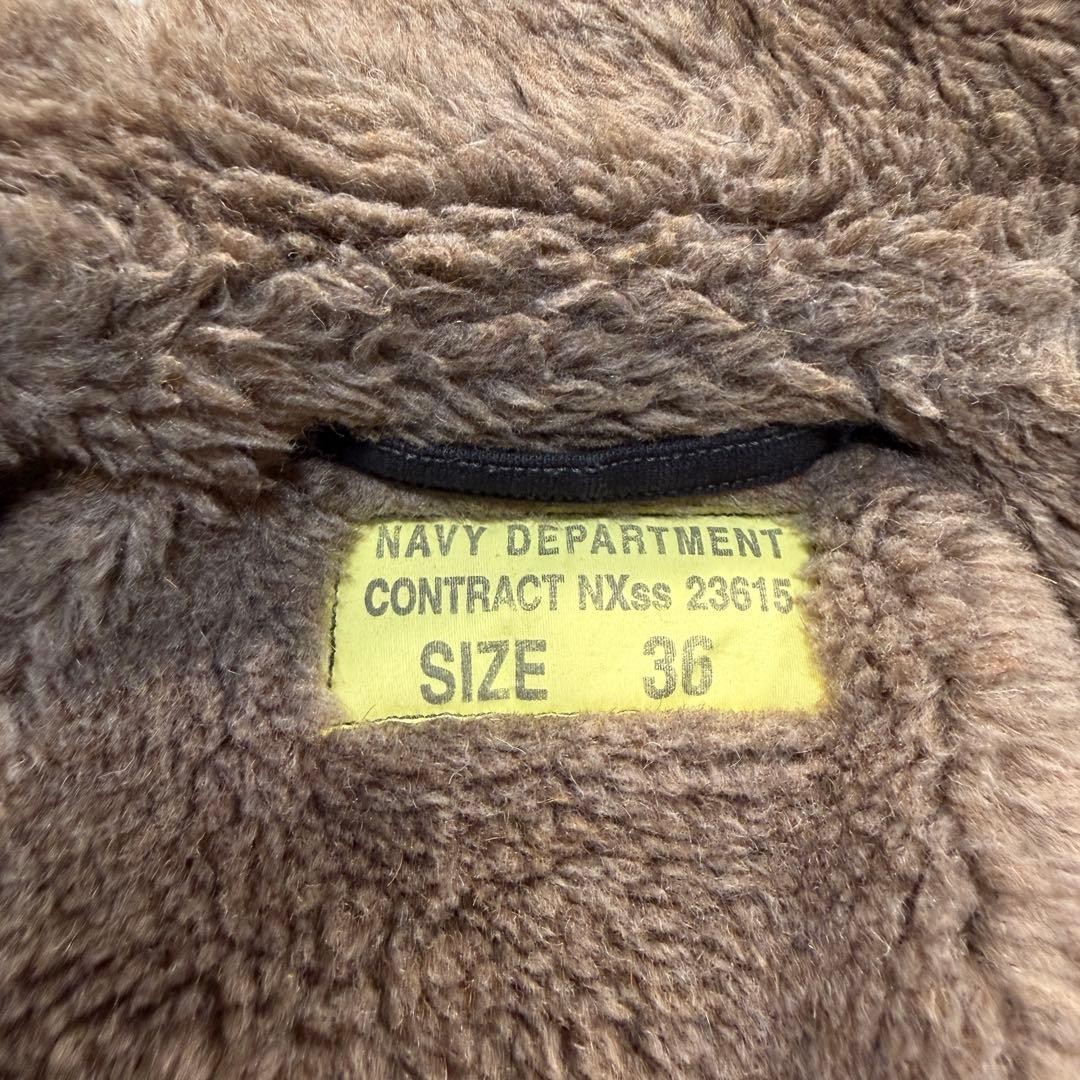 NAVY DEPARTMENT
CONTRACT NXss 23615
SIZE 36